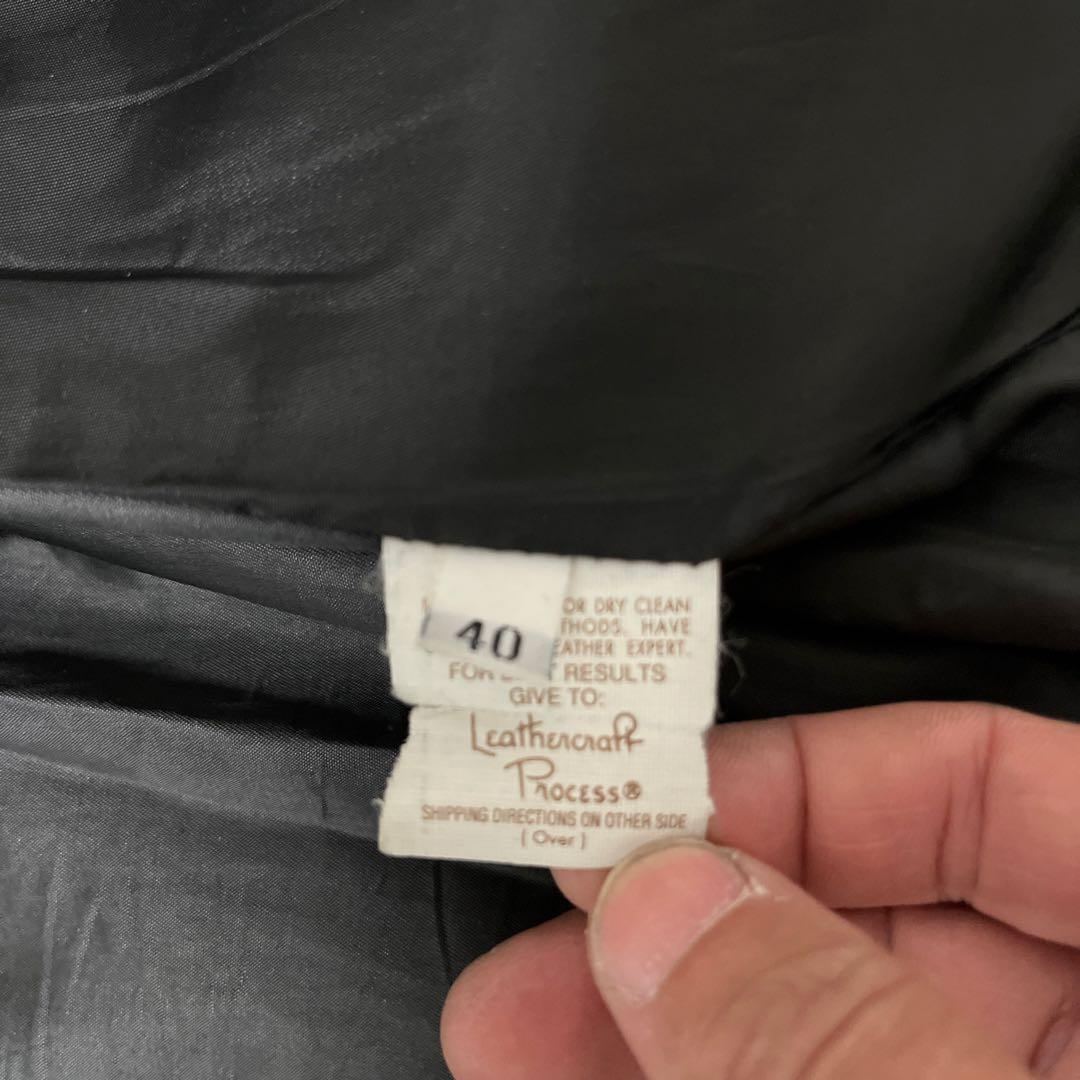 OR DRY CLEAN
THODS. HAVE
EATHER EXPERT.
40
RESULTS
GIVE TO:
Leathercraft
Process®
SHIPPING DIRECTIONS ON OTHER SIDE
( Over )